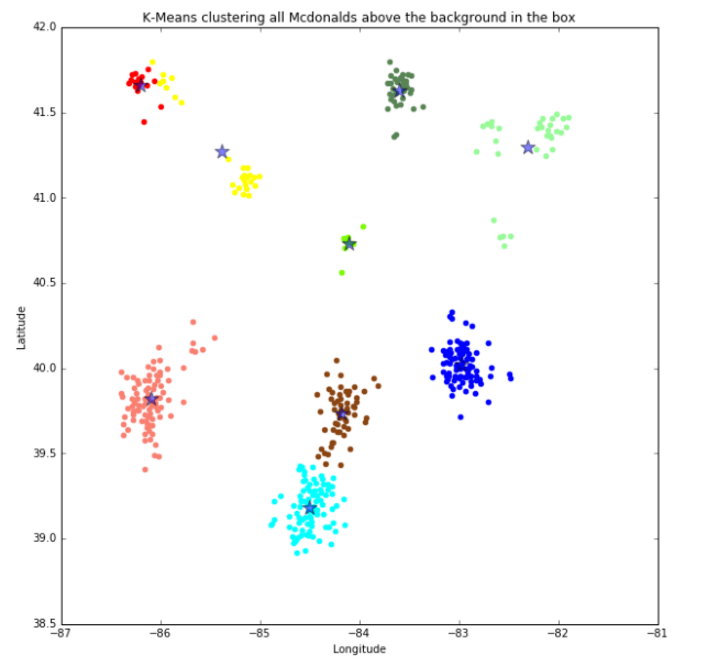 K-Means clustering all Mcdonalds above the background in the box
42.0
41.5
41.0
40.5
40.0
39.5
39.0
38.5
Latitude
−87 −86 −85 −84 −83 −82 −81
Longitude